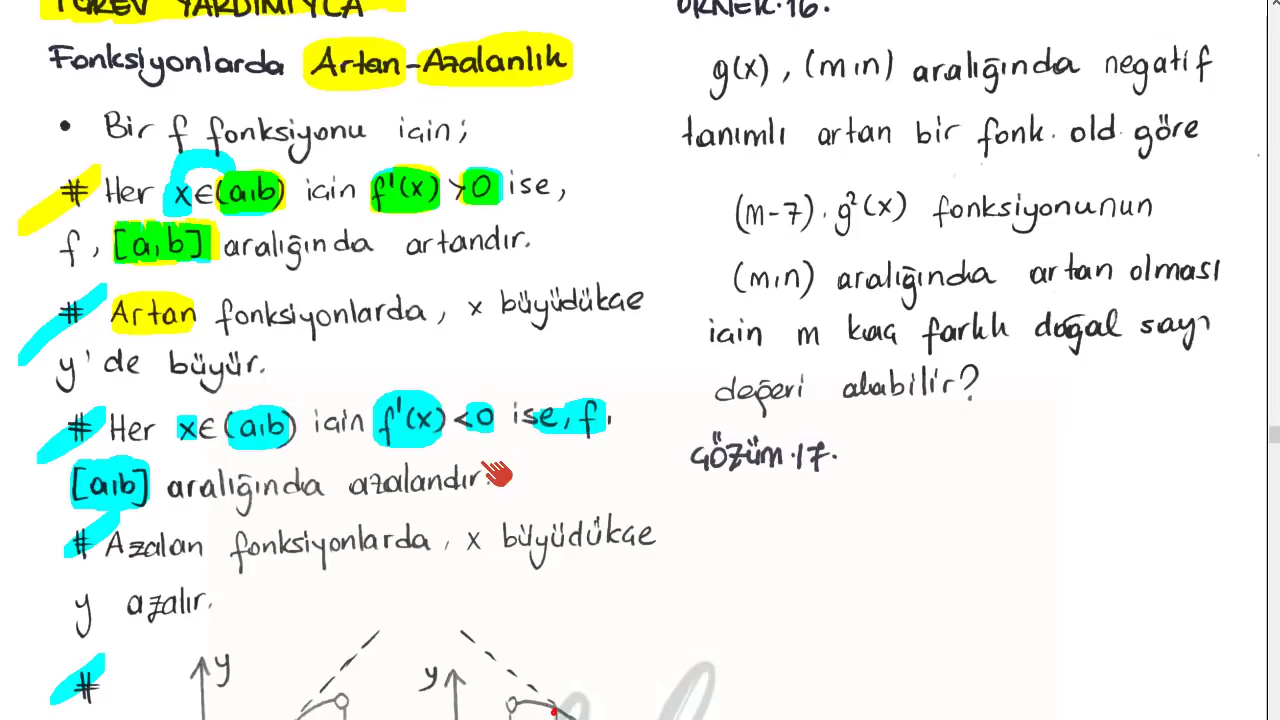 TÜREV YARDIMIYLA
Fonksiyonlarda Artan-Azalanlık
• Bir f fonksiyonu için;
# Her x∈(a,b) için f'(x) > 0 ise,
f, [a,b] aralığında artandır.
# Artan fonksiyonlarda, x büyüdükçe
y'de büyür.
# Her x∈(a,b) için f'(x) < 0 ise, f,
[a,b] aralığında azalandır.
# Azalan fonksiyonlarda, x büyüdükçe
y azalır.
#
y
y
ÖRNEK.16.
g(x), (m,n) aralığında negatif
tanımlı artan bir fonk. old. göre
(m-7).g²(x) fonksiyonunun
(m,n) aralığında artan olması
için m kaç farklı doğal sayı
değeri alabilir?
ÇÖZÜM.17.